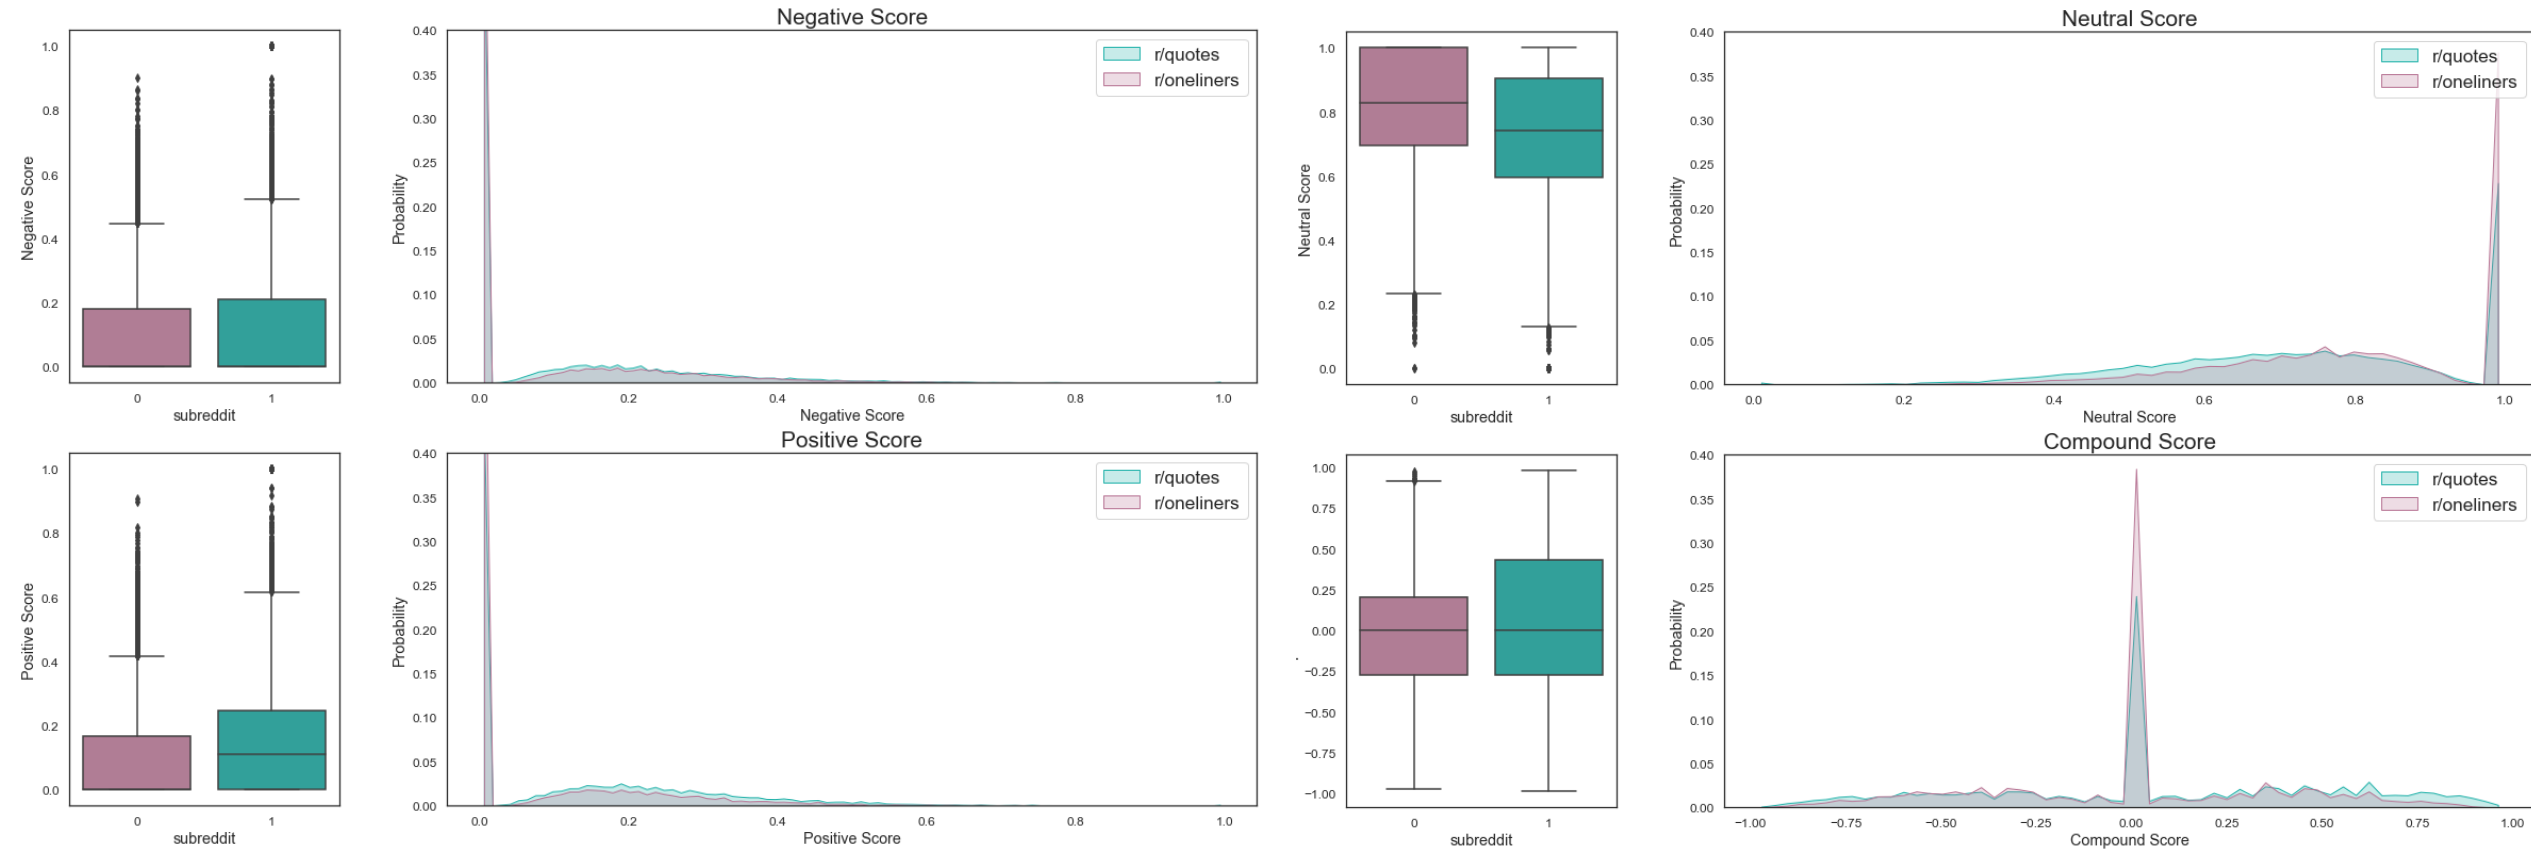 Negative Score
1.0
0.8
0.6
0.4
0.2
0.0
Negative Score
0 1
subreddit
0.40
0.35
0.30
0.25
0.20
0.15
0.10
0.05
0.00
Probability
r/quotes
r/oneliners
0.0 0.2 0.4 0.6 0.8 1.0
Negative Score
1.0
0.8
0.6
0.4
0.2
0.0
Neutral Score
0 1
subreddit
Neutral Score
0.40
0.35
0.30
0.25
0.20
0.15
0.10
0.05
0.00
Probability
r/quotes
r/oneliners
0.0 0.2 0.4 0.6 0.8 1.0
Neutral Score
1.0
0.8
0.6
0.4
0.2
0.0
Positive Score
0 1
subreddit
Positive Score
0.40
0.35
0.30
0.25
0.20
0.15
0.10
0.05
0.00
Probability
r/quotes
r/oneliners
0.0 0.2 0.4 0.6 0.8 1.0
Positive Score
1.00
0.75
0.50
0.25
0.00
−0.25
−0.50
−0.75
−1.00
.
0 1
subreddit
Compound Score
0.40
0.35
0.30
0.25
0.20
0.15
0.10
0.05
0.00
Probability
r/quotes
r/oneliners
−1.00 −0.75 −0.50 −0.25 0.00 0.25 0.50 0.75 1.00
Compound Score